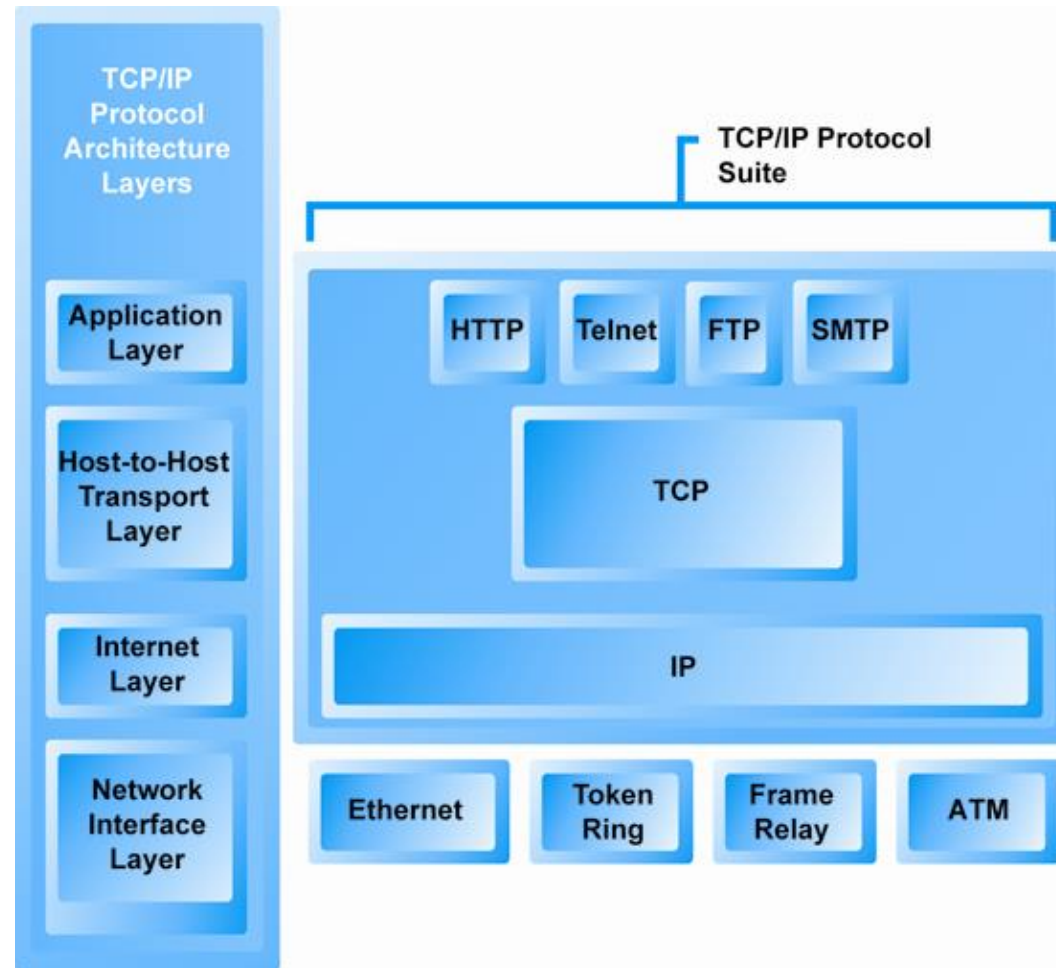 TCP/IP
Protocol
Architecture
Layers
TCP/IP Protocol
Suite
Application
Layer
HTTP
Telnet
FTP
SMTP
Host-to-Host
Transport
Layer
TCP
Internet
Layer
IP
Network
Interface
Layer
Ethernet
Token
Ring
Frame
Relay
ATM